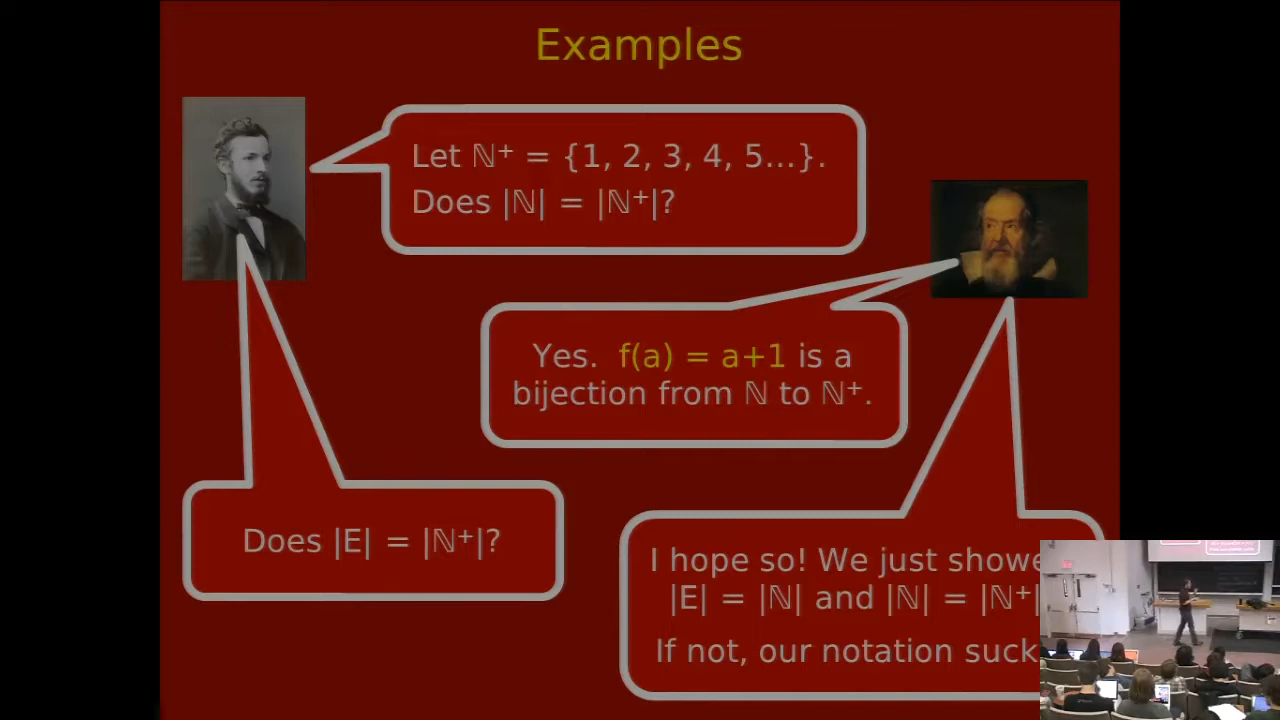 Examples
Let ℕ⁺ = {1, 2, 3, 4, 5...}.
Does |ℕ| = |ℕ⁺|?
Yes. f(a) = a+1 is a
bijection from ℕ to ℕ⁺.
Does |E| = |ℕ⁺|?
I hope so! We just showe
|E| = |ℕ| and |ℕ| = |ℕ⁺|
If not, our notation suck